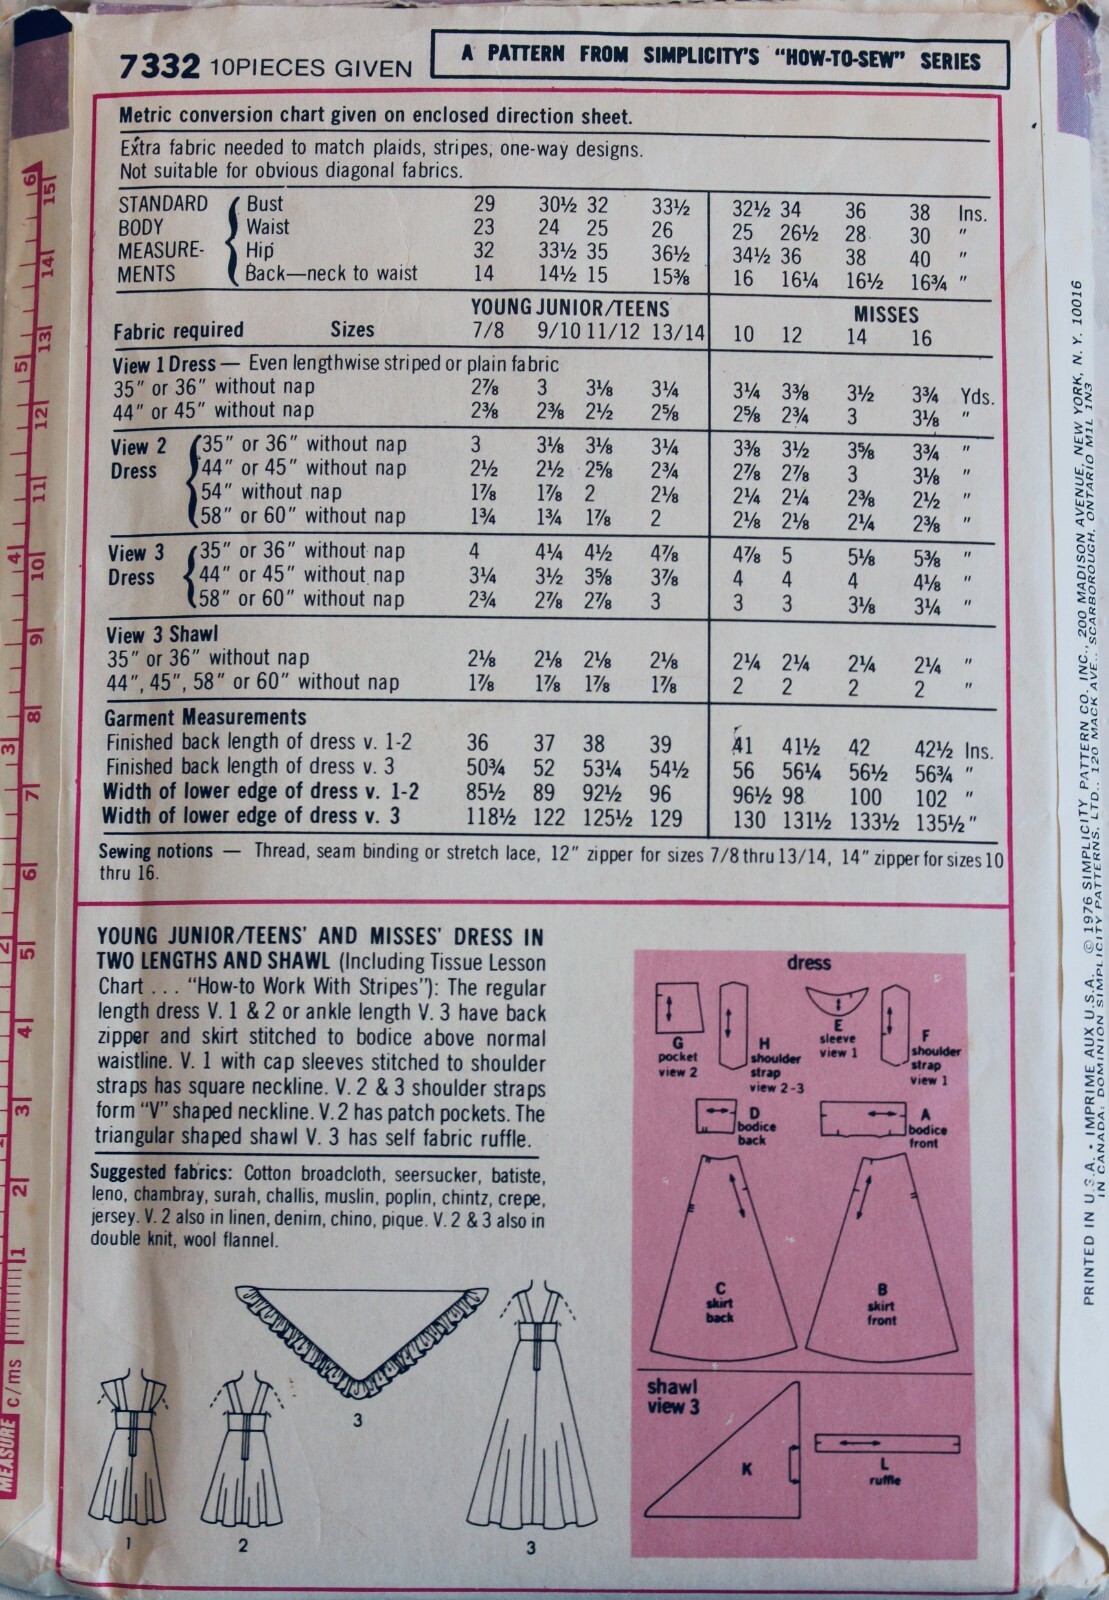 7332 10PIECES GIVEN
A PATTERN FROM SIMPLICITY'S "HOW-TO-SEW" SERIES
Metric conversion chart given on enclosed direction sheet.
Extra fabric needed to match plaids, stripes, one-way designs.
Not suitable for obvious diagonal fabrics.
STANDARD BODY MEASURE-MENTS
Bust 29 30½ 32 33½ 32½ 34 36 38 Ins.
Waist 23 24 25 26 25 26½ 28 30 "
Hip 32 33½ 35 36½ 34½ 36 38 40 "
Back—neck to waist 14 14½ 15 15⅜ 16 16¼ 16½ 16¾ "
YOUNG JUNIOR/TEENS MISSES
Fabric required Sizes 7/8 9/10 11/12 13/14 10 12 14 16
View 1 Dress — Even lengthwise striped or plain fabric
35" or 36" without nap 2⅞ 3 3⅛ 3¼ 3¼ 3⅜ 3½ 3¾ Yds.
44" or 45" without nap 2⅜ 2⅜ 2½ 2⅝ 2⅝ 2¾ 3 3⅛ "
View 2 Dress
35" or 36" without nap 3 3⅛ 3⅛ 3¼ 3⅜ 3½ 3⅝ 3¾ "
44" or 45" without nap 2½ 2½ 2⅝ 2¾ 2⅞ 2⅞ 3 3⅛ "
54" without nap 1⅞ 1⅞ 2 2⅛ 2¼ 2¼ 2⅜ 2½ "
58" or 60" without nap 1¾ 1¾ 1⅞ 2 2⅛ 2⅛ 2¼ 2⅜ "
View 3 Dress
35" or 36" without nap 4 4¼ 4½ 4⅞ 4⅞ 5 5⅛ 5⅜ "
44" or 45" without nap 3¼ 3½ 3⅝ 3⅞ 4 4 4 4⅛ "
58" or 60" without nap 2¾ 2⅞ 2⅞ 3 3 3 3⅛ 3¼ "
View 3 Shawl
35" or 36" without nap 2⅛ 2⅛ 2⅛ 2⅛ 2¼ 2¼ 2¼ 2¼ "
44", 45", 58" or 60" without nap 1⅞ 1⅞ 1⅞ 1⅞ 2 2 2 2 "
Garment Measurements
Finished back length of dress v. 1-2 36 37 38 39 41 41½ 42 42½ Ins.
Finished back length of dress v. 3 50¾ 52 53¼ 54½ 56 56¼ 56½ 56¾ "
Width of lower edge of dress v. 1-2 85½ 89 92½ 96 96½ 98 100 102 "
Width of lower edge of dress v. 3 118½ 122 125½ 129 130 131½ 133½ 135½ "
Sewing notions — Thread, seam binding or stretch lace, 12" zipper for sizes 7/8 thru 13/14, 14" zipper for sizes 10
thru 16.
YOUNG JUNIOR/TEENS' AND MISSES' DRESS IN
TWO LENGTHS AND SHAWL (Including Tissue Lesson
Chart . . . "How-to Work With Stripes"): The regular
length dress V. 1 & 2 or ankle length V. 3 have back
zipper and skirt stitched to bodice above normal
waistline. V. 1 with cap sleeves stitched to shoulder
straps has square neckline. V. 2 & 3 shoulder straps
form "V" shaped neckline. V. 2 has patch pockets. The
triangular shaped shawl V. 3 has self fabric ruffle.
Suggested fabrics: Cotton broadcloth, seersucker, batiste,
leno, chambray, surah, challis, muslin, poplin, chintz, crepe,
jersey. V. 2 also in linen, denim, chino, pique. V. 2 & 3 also in
double knit, wool flannel.
1
2
3
3
dress
G
pocket
view 2
H
shoulder
strap
view 2-3
E
sleeve
view 1
F
shoulder
strap
view 1
D
bodice
back
A
bodice
front
C
skirt
back
B
skirt
front
shawl
view 3
K
L
ruffle
PRINTED IN U.S.A. • IMPRIME AUX U.S.A. © 1976 SIMPLICITY PATTERN CO. INC., 200 MADISON AVENUE, NEW YORK, N. Y. 10016
IN CANADA: DOMINION SIMPLICITY PATTERNS, LTD., 120 MACK AVE., SCARBOROUGH, ONTARIO M1L 1N3
MEASURE c/ms 1 2 3 4 5 6 7 8 9 10 11 12 13 14 15
2 3 4 5 6